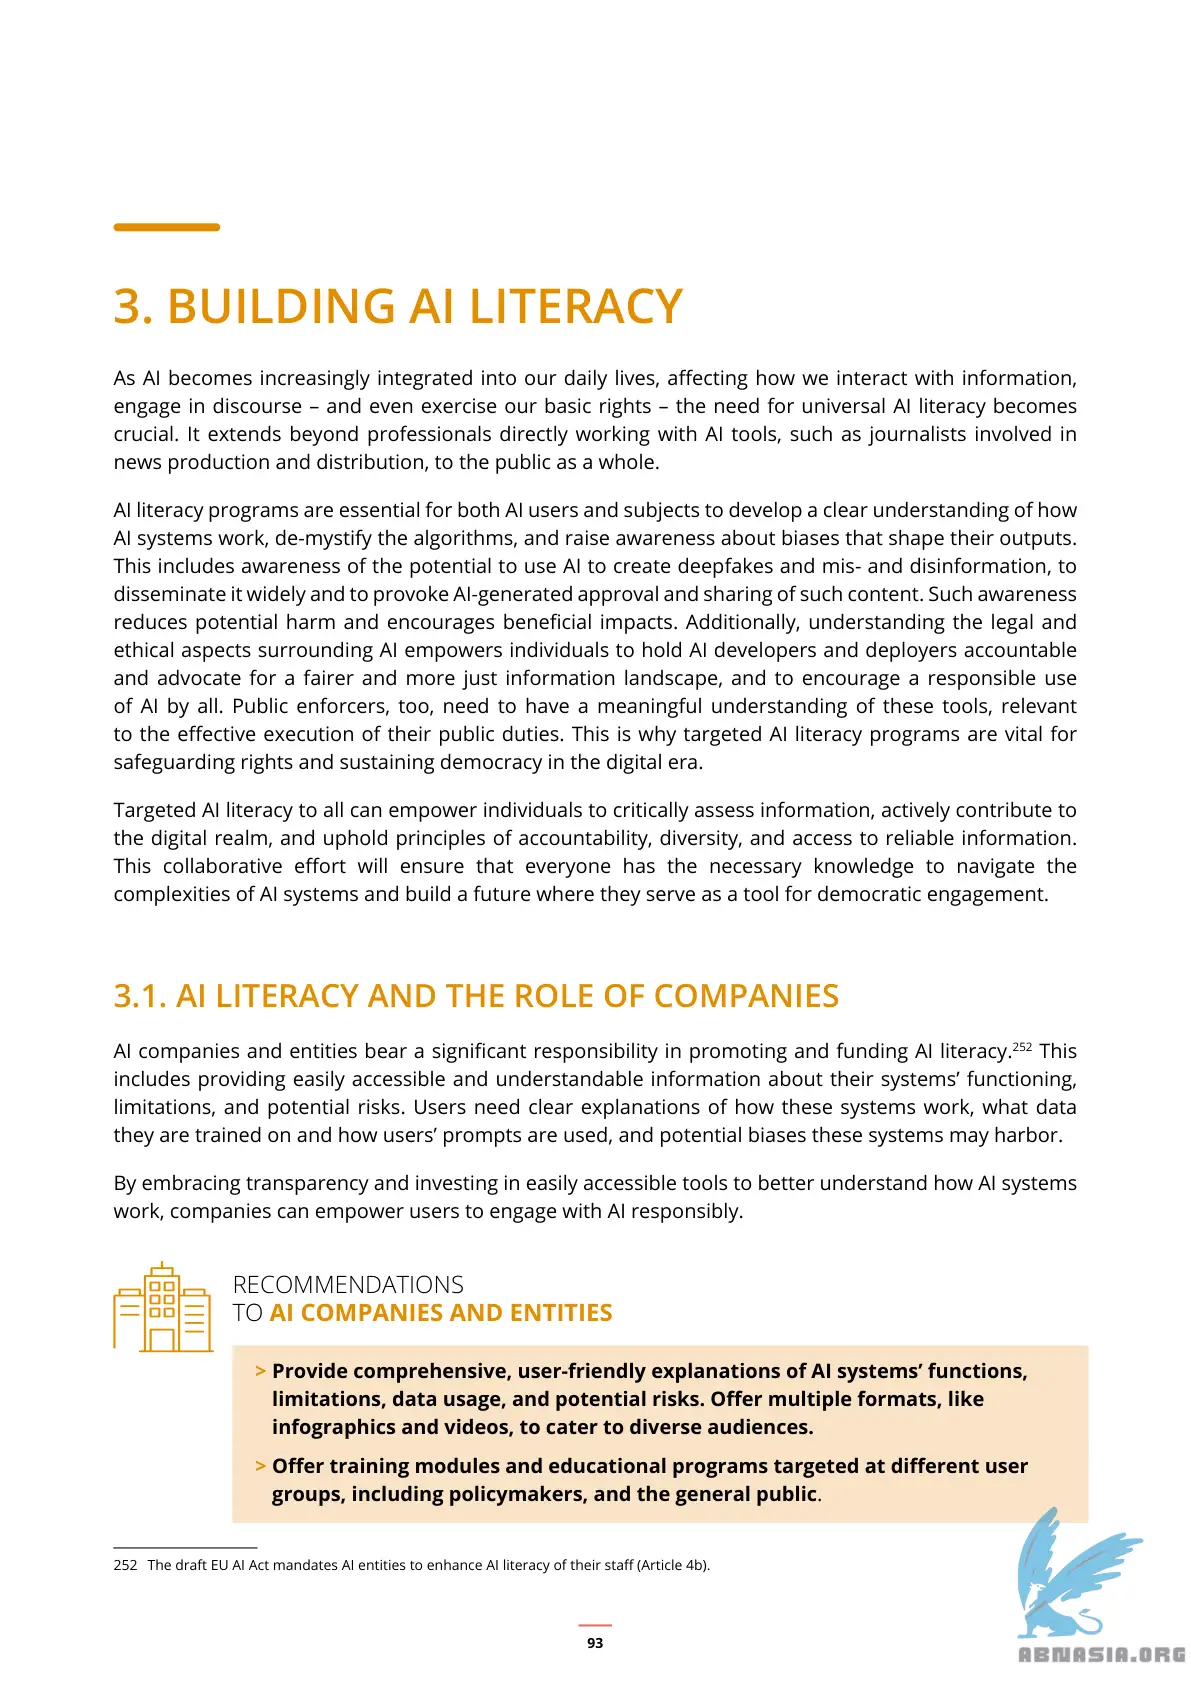 3. BUILDING AI LITERACY
As AI becomes increasingly integrated into our daily lives, affecting how we interact with information,
engage in discourse – and even exercise our basic rights – the need for universal AI literacy becomes
crucial. It extends beyond professionals directly working with AI tools, such as journalists involved in
news production and distribution, to the public as a whole.
AI literacy programs are essential for both AI users and subjects to develop a clear understanding of how
AI systems work, de-mystify the algorithms, and raise awareness about biases that shape their outputs.
This includes awareness of the potential to use AI to create deepfakes and mis- and disinformation, to
disseminate it widely and to provoke AI-generated approval and sharing of such content. Such awareness
reduces potential harm and encourages beneficial impacts. Additionally, understanding the legal and
ethical aspects surrounding AI empowers individuals to hold AI developers and deployers accountable
and advocate for a fairer and more just information landscape, and to encourage a responsible use
of AI by all. Public enforcers, too, need to have a meaningful understanding of these tools, relevant
to the effective execution of their public duties. This is why targeted AI literacy programs are vital for
safeguarding rights and sustaining democracy in the digital era.
Targeted AI literacy to all can empower individuals to critically assess information, actively contribute to
the digital realm, and uphold principles of accountability, diversity, and access to reliable information.
This collaborative effort will ensure that everyone has the necessary knowledge to navigate the
complexities of AI systems and build a future where they serve as a tool for democratic engagement.
3.1. AI LITERACY AND THE ROLE OF COMPANIES
AI companies and entities bear a significant responsibility in promoting and funding AI literacy.252 This
includes providing easily accessible and understandable information about their systems’ functioning,
limitations, and potential risks. Users need clear explanations of how these systems work, what data
they are trained on and how users’ prompts are used, and potential biases these systems may harbor.
By embracing transparency and investing in easily accessible tools to better understand how AI systems
work, companies can empower users to engage with AI responsibly.
RECOMMENDATIONS
TO AI COMPANIES AND ENTITIES
> Provide comprehensive, user-friendly explanations of AI systems’ functions,
limitations, data usage, and potential risks. Offer multiple formats, like
infographics and videos, to cater to diverse audiences.
> Offer training modules and educational programs targeted at different user
groups, including policymakers, and the general public.
252 The draft EU AI Act mandates AI entities to enhance AI literacy of their staff (Article 4b).
93
ABNASIA.ORG